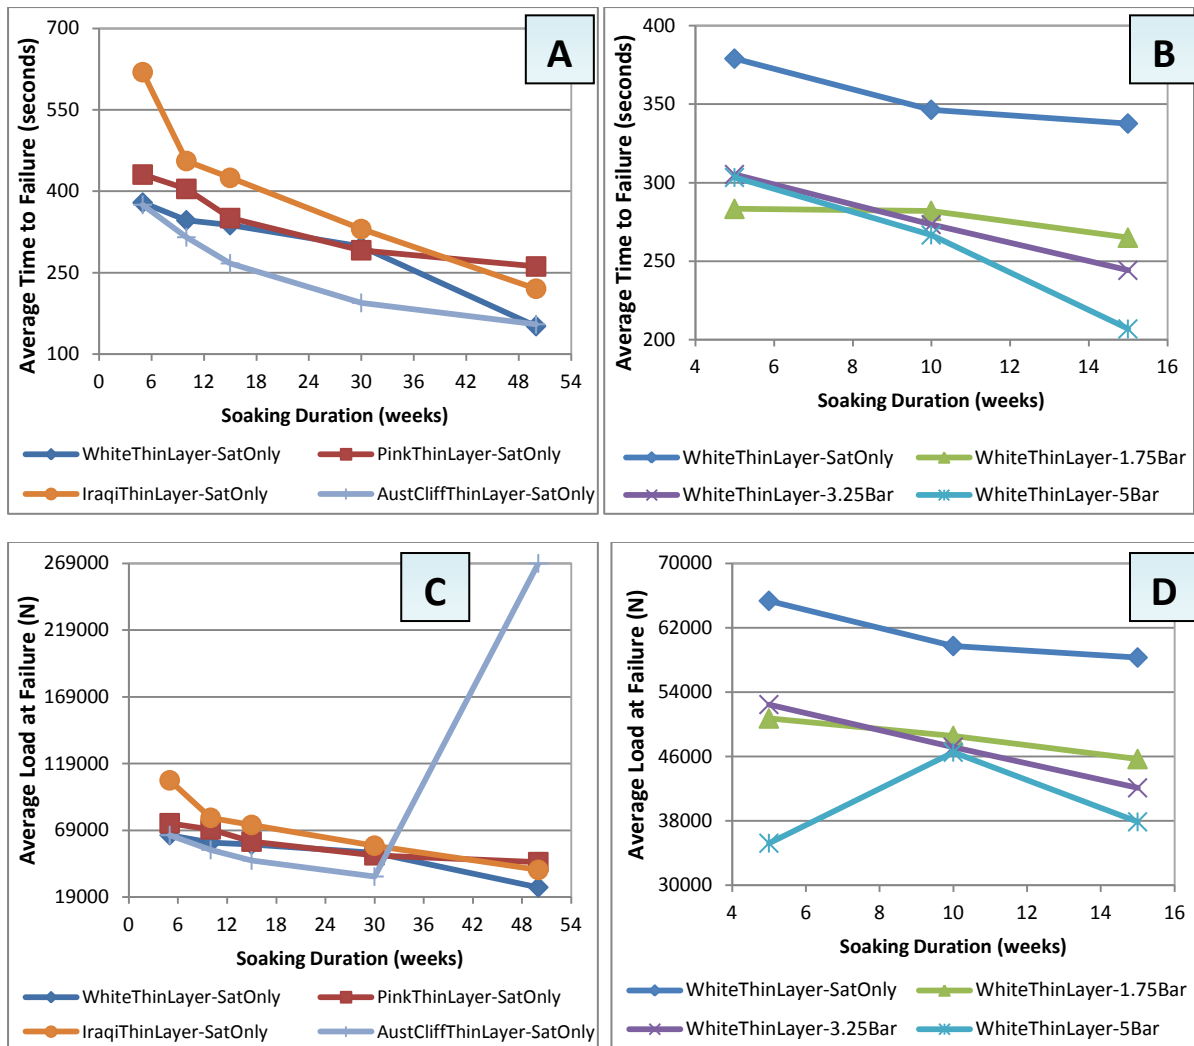 A
Average Time to Failure (seconds)
700
550
400
250
100
0 6 12 18 24 30 36 42 48 54
Soaking Duration (weeks)
WhiteThinLayer-SatOnly PinkThinLayer-SatOnly
IraqiThinLayer-SatOnly AustCliffThinLayer-SatOnly
B
Average Time to Failure (seconds)
400
350
300
250
200
4 6 8 10 12 14 16
Soaking Duration (weeks)
WhiteThinLayer-SatOnly WhiteThinLayer-1.75Bar
WhiteThinLayer-3.25Bar WhiteThinLayer-5Bar
C
Average Load at Failure (N)
269000
219000
169000
119000
69000
19000
0 6 12 18 24 30 36 42 48 54
Soaking Duration (weeks)
WhiteThinLayer-SatOnly PinkThinLayer-SatOnly
IraqiThinLayer-SatOnly AustCliffThinLayer-SatOnly
D
Average Load at Failure (N)
70000
62000
54000
46000
38000
30000
4 6 8 10 12 14 16
Soaking Duration (weeks)
WhiteThinLayer-SatOnly WhiteThinLayer-1.75Bar
WhiteThinLayer-3.25Bar WhiteThinLayer-5Bar